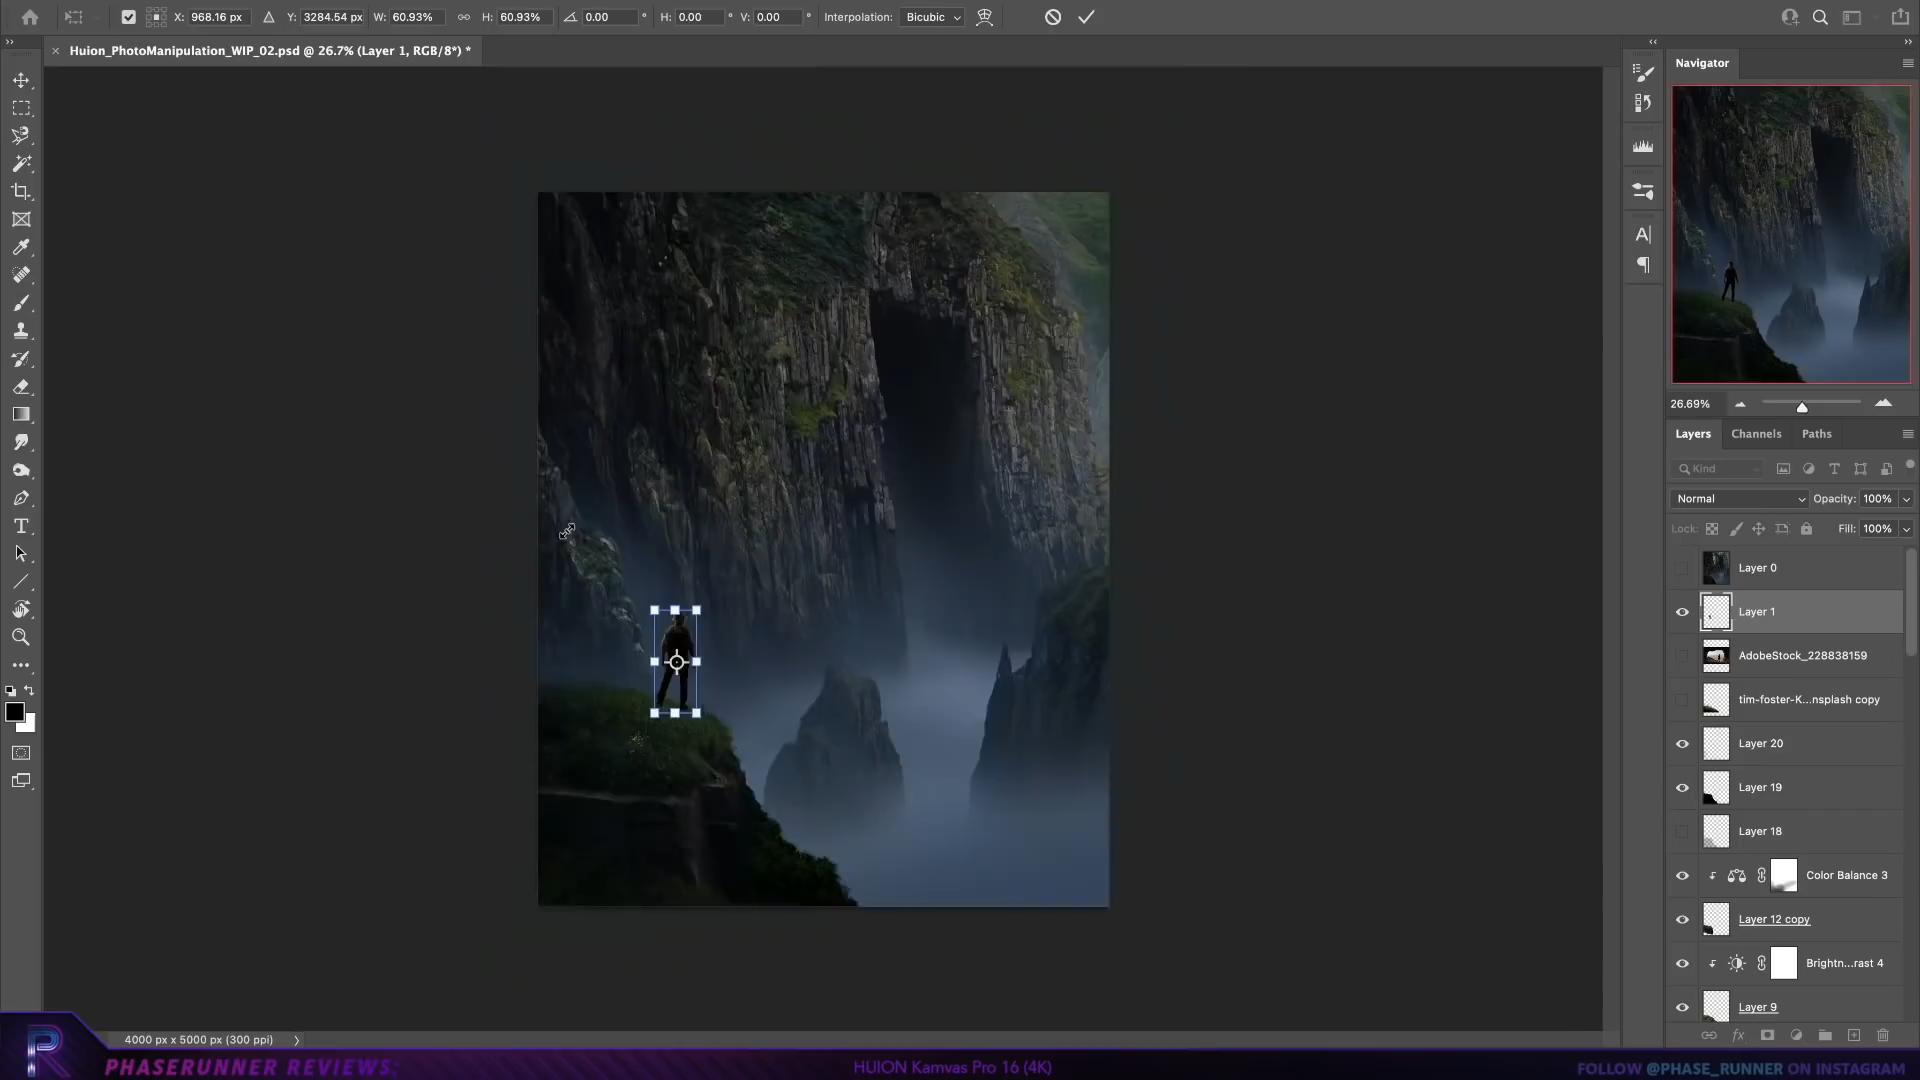 X: 968.16 px Y: 3284.54 px W: 60.93% H: 60.93% 0.00 ° H: 0.00 ° V: 0.00 ° Interpolation: Bicubic
Huion_PhotoManipulation_WIP_02.psd @ 26.7% (Layer 1, RGB/8*) *
Navigator
26.69%
Layers Channels Paths
Kind
Normal Opacity: 100%
Lock: Fill: 100%
Layer 0
Layer 1
AdobeStock_228838159
tim-foster-K...nsplash copy
Layer 20
Layer 19
Layer 18
Color Balance 3
Layer 12 copy
Brightn...rast 4
Layer 9
4000 px x 5000 px (300 ppi)
PHASERUNNER REVIEWS;
HUION Kamvas Pro 16 (4K)
FOLLOW @PHASE_RUNNER ON INSTAGRAM